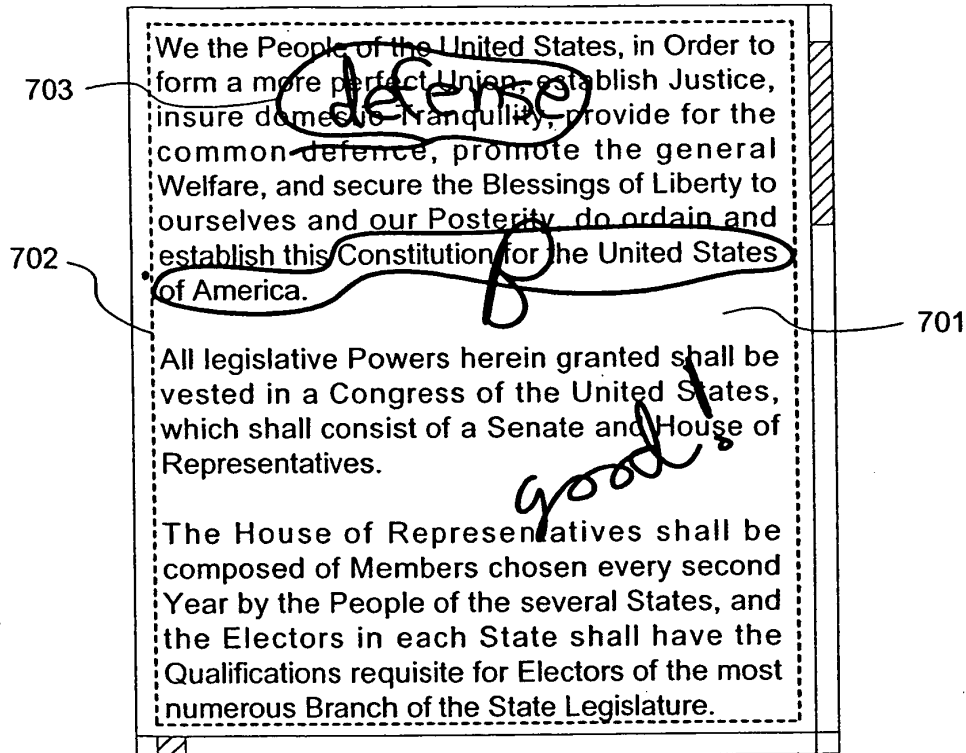 We the People of the United States, in Order to
form a more perfect Union, establish Justice,
703
defense
insure domestic Tranquility, provide for the
common defence, promote the general
Welfare, and secure the Blessings of Liberty to
ourselves and our Posterity, do ordain and
702
establish this Constitution for the United States
of America.
701
All legislative Powers herein granted shall be
vested in a Congress of the United States,
which shall consist of a Senate and House of
Representatives.
good!
The House of Representatives shall be
composed of Members chosen every second
Year by the People of the several States, and
the Electors in each State shall have the
Qualifications requisite for Electors of the most
numerous Branch of the State Legislature.